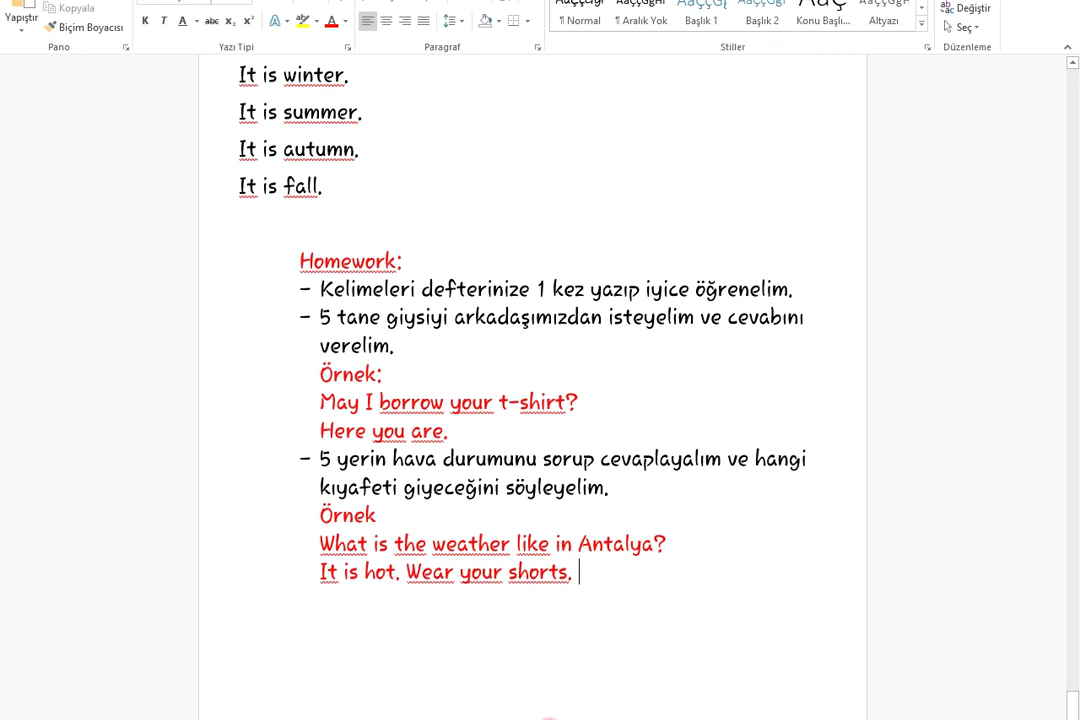 Yapıştır
Kopyala
Biçim Boyacısı
Pano
K T A abc x₂ x²
Yazı Tipi
Paragraf
¶ Normal
¶ Aralık Yok
Başlık 1
Başlık 2
Konu Başlı...
Altyazı
Stiller
Değiştir
Seç
Düzenleme
It is winter.
It is summer.
It is autumn.
It is fall.
Homework:
- Kelimeleri defterinize 1 kez yazıp iyice öğrenelim.
- 5 tane giysiyi arkadaşımızdan isteyelim ve cevabını
verelim.
Örnek:
May I borrow your t-shirt?
Here you are.
- 5 yerin hava durumunu sorup cevaplayalım ve hangi
kıyafeti giyeceğini söyleyelim.
Örnek
What is the weather like in Antalya?
It is hot. Wear your shorts.